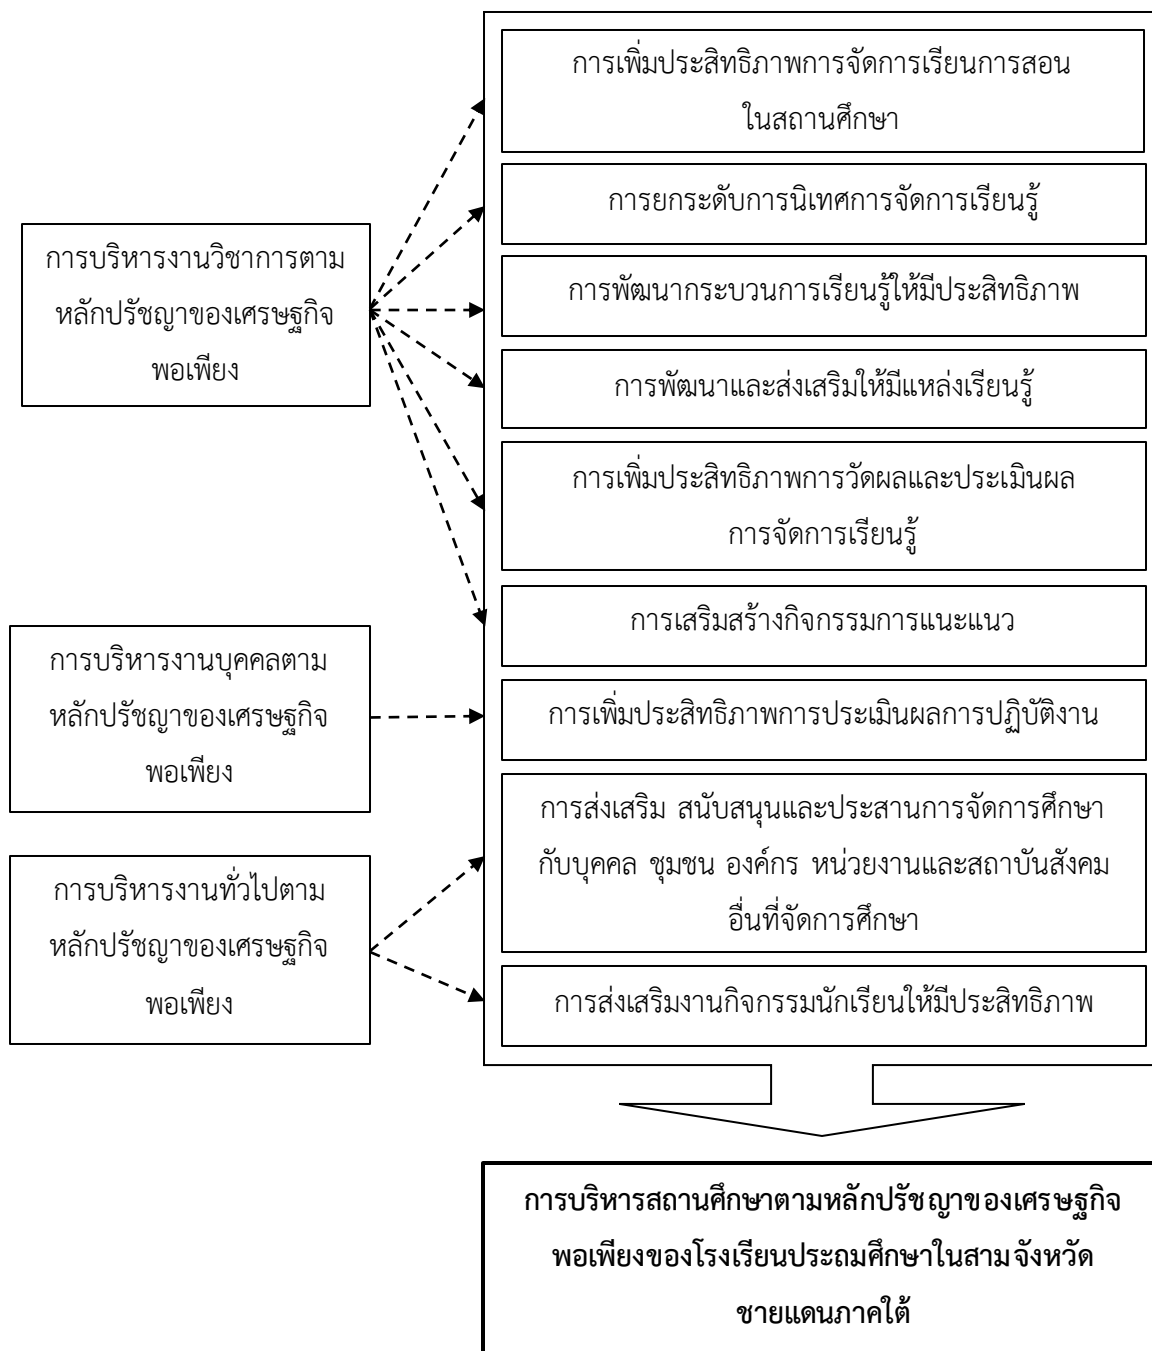 การเพิ่มประสิทธิภาพการจัดการเรียนการสอน
ในสถานศึกษา
การยกระดับการนิเทศการจัดการเรียนรู้
การบริหารงานวิชาการตาม
หลักปรัชญาของเศรษฐกิจ
พอเพียง
การพัฒนากระบวนการเรียนรู้ให้มีประสิทธิภาพ
การพัฒนาและส่งเสริมให้มีแหล่งเรียนรู้
การเพิ่มประสิทธิภาพการวัดผลและประเมินผล
การจัดการเรียนรู้
การเสริมสร้างกิจกรรมการแนะแนว
การบริหารงานบุคคลตาม
หลักปรัชญาของเศรษฐกิจ
พอเพียง
การเพิ่มประสิทธิภาพการประเมินผลการปฏิบัติงาน
การส่งเสริม สนับสนุนและประสานการจัดการศึกษา
กับบุคคล ชุมชน องค์กร หน่วยงานและสถาบันสังคม
อื่นที่จัดการศึกษา
การบริหารงานทั่วไปตาม
หลักปรัชญาของเศรษฐกิจ
พอเพียง
การส่งเสริมงานกิจกรรมนักเรียนให้มีประสิทธิภาพ
การบริหารสถานศึกษาตามหลักปรัชญาของเศรษฐกิจ
พอเพียงของโรงเรียนประถมศึกษาในสามจังหวัด
ชายแดนภาคใต้